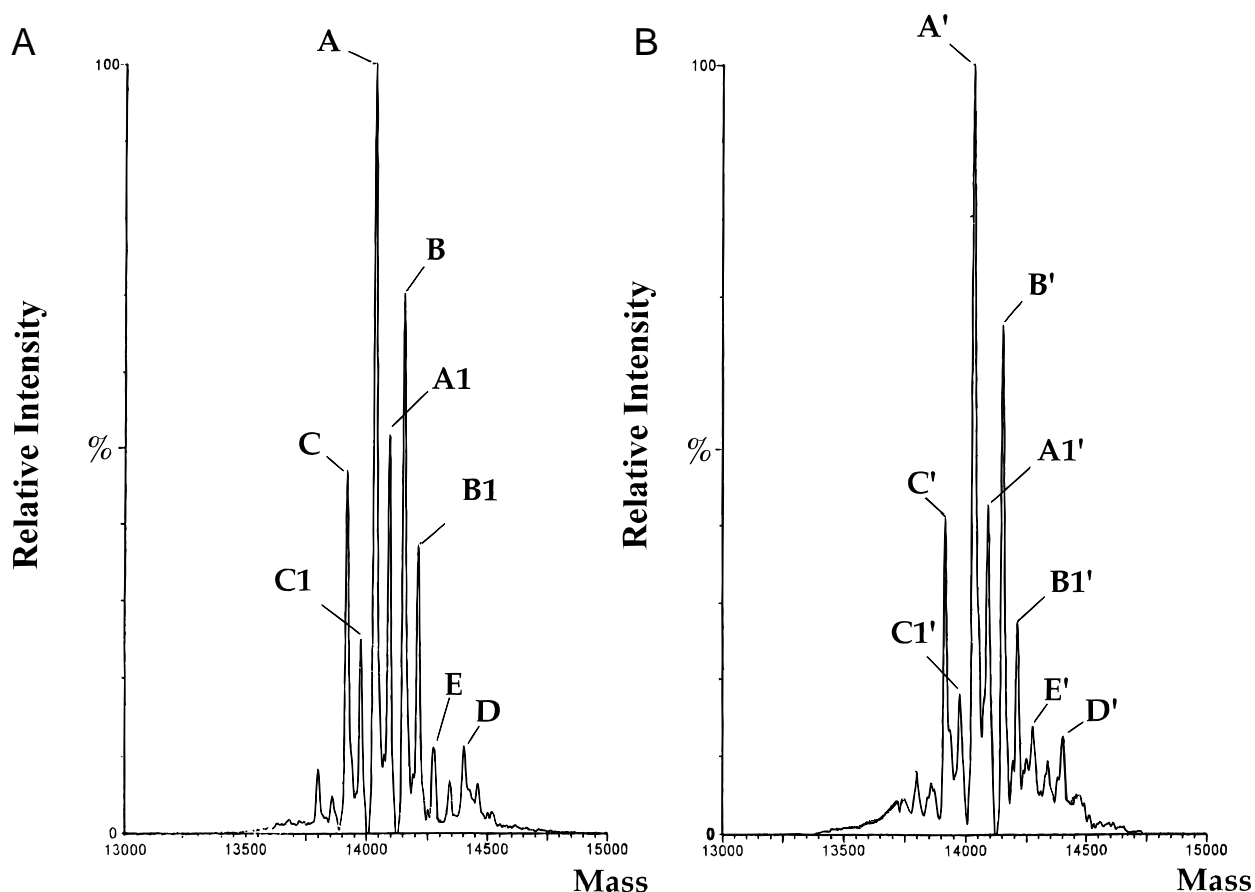 A
A
100
B
A1
C
%
B1
C1
E
D
0
13000 13500 14000 14500 15000
Mass
Relative Intensity
B
A'
100
B'
A1'
C'
%
B1'
C1'
E'
D'
0
13000 13500 14000 14500 15000
Mass
Relative Intensity